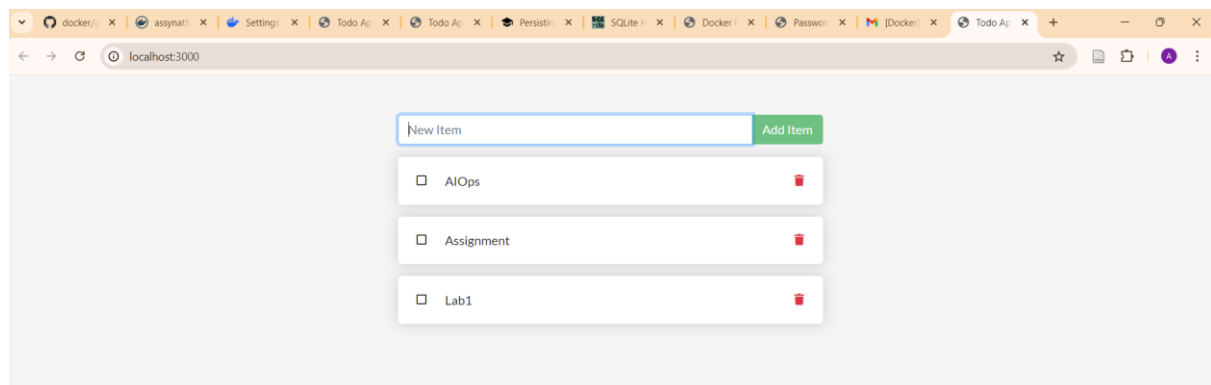 docker/g assynath Settings Todo Ap Todo Ap Persistin SQLite H Docker Passwor [Docker] Todo Ap
localhost:3000 A
New Item Add Item
AIOps
Assignment
Lab1